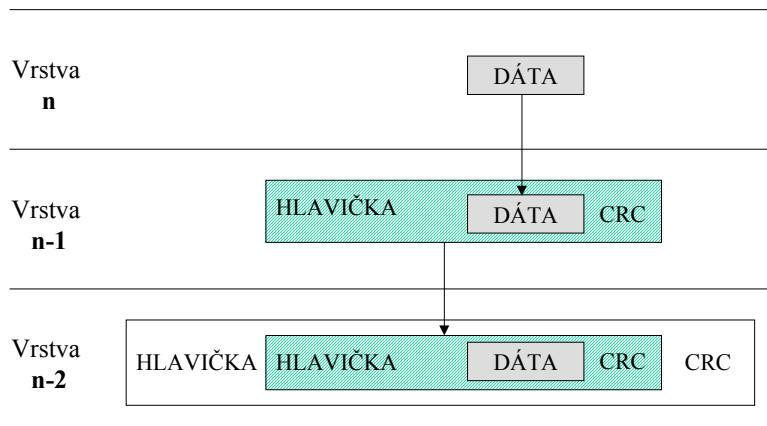 Vrstva
n
DÁTA
Vrstva
n-1
HLAVIČKA DÁTA CRC
Vrstva
n-2
HLAVIČKA HLAVIČKA DÁTA CRC CRC